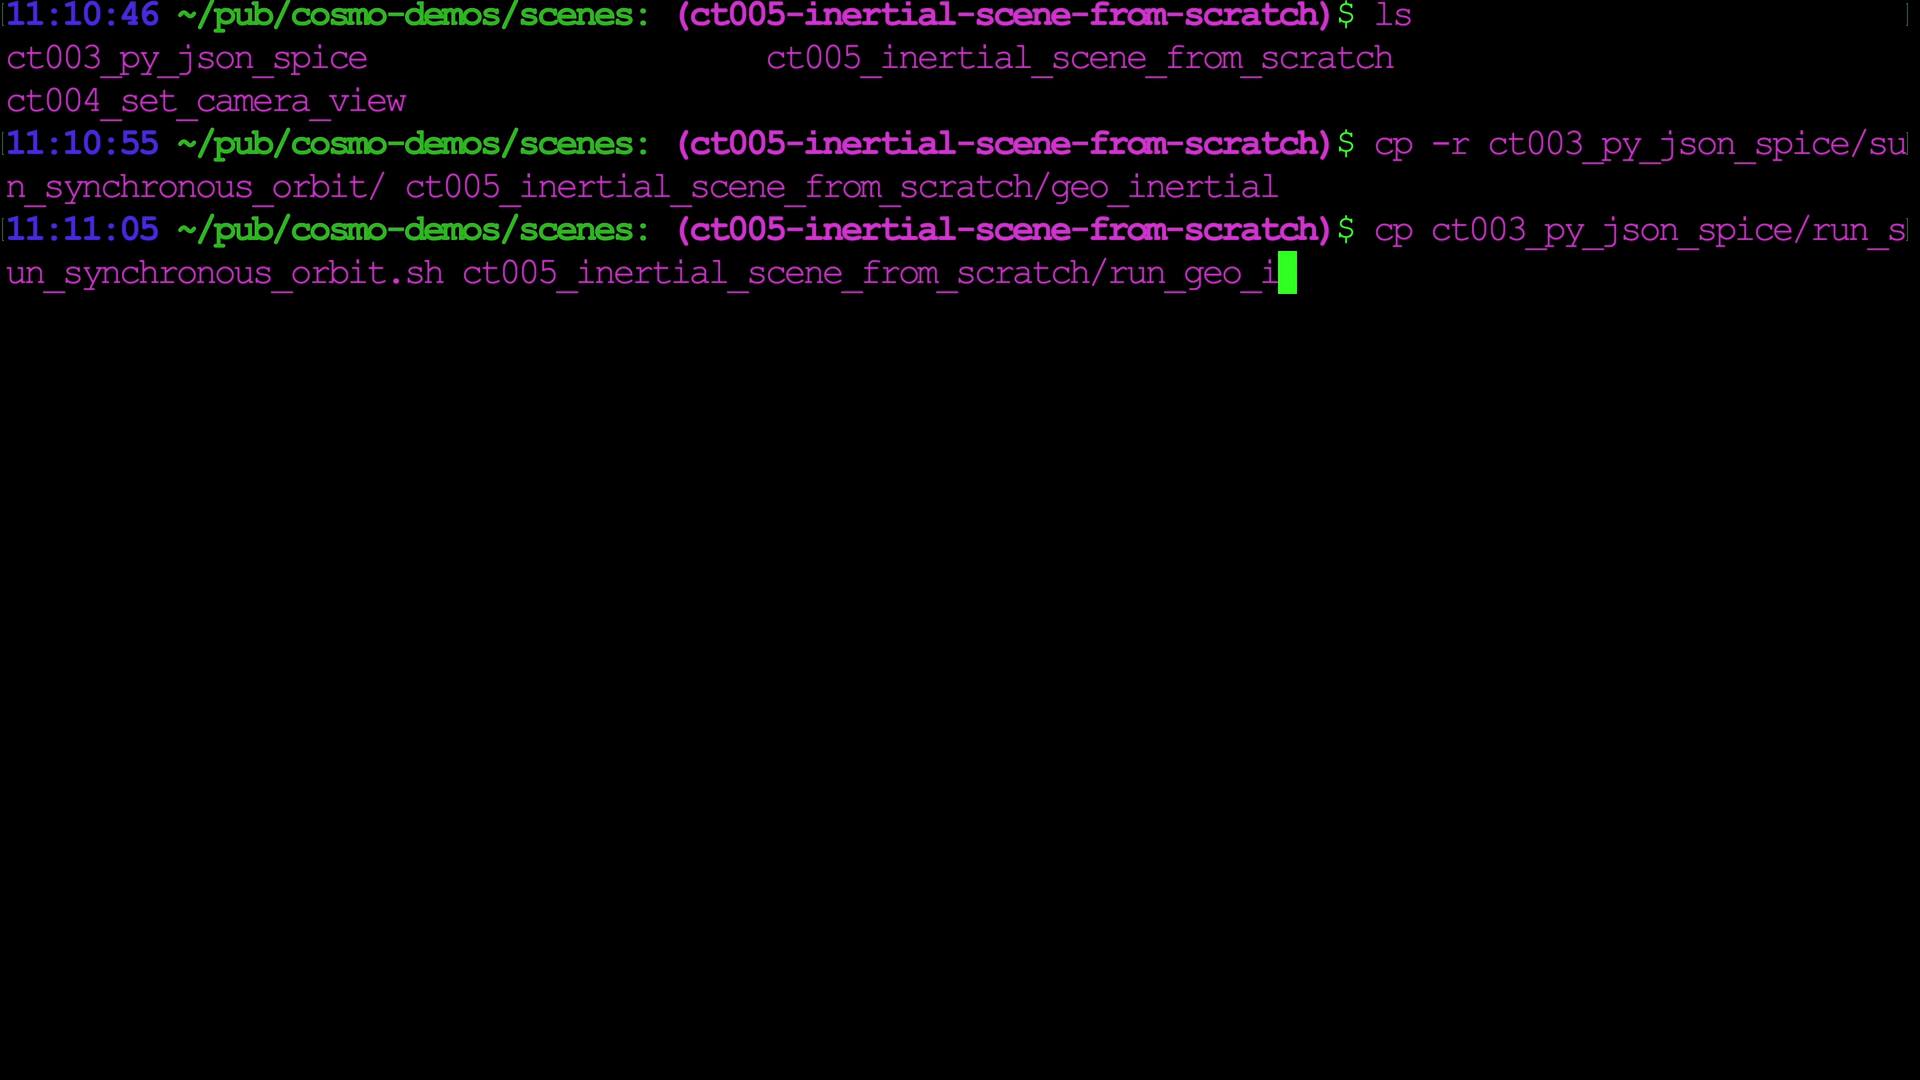 11:10:46 ~/pub/cosmo-demos/scenes: (ct005-inertial-scene-from-scratch)$ ls
ct003_py_json_spice ct005_inertial_scene_from_scratch
ct004_set_camera_view
11:10:55 ~/pub/cosmo-demos/scenes: (ct005-inertial-scene-from-scratch)$ cp -r ct003_py_json_spice/su
n_synchronous_orbit/ ct005_inertial_scene_from_scratch/geo_inertial
11:11:05 ~/pub/cosmo-demos/scenes: (ct005-inertial-scene-from-scratch)$ cp ct003_py_json_spice/run_s
un_synchronous_orbit.sh ct005_inertial_scene_from_scratch/run_geo_i